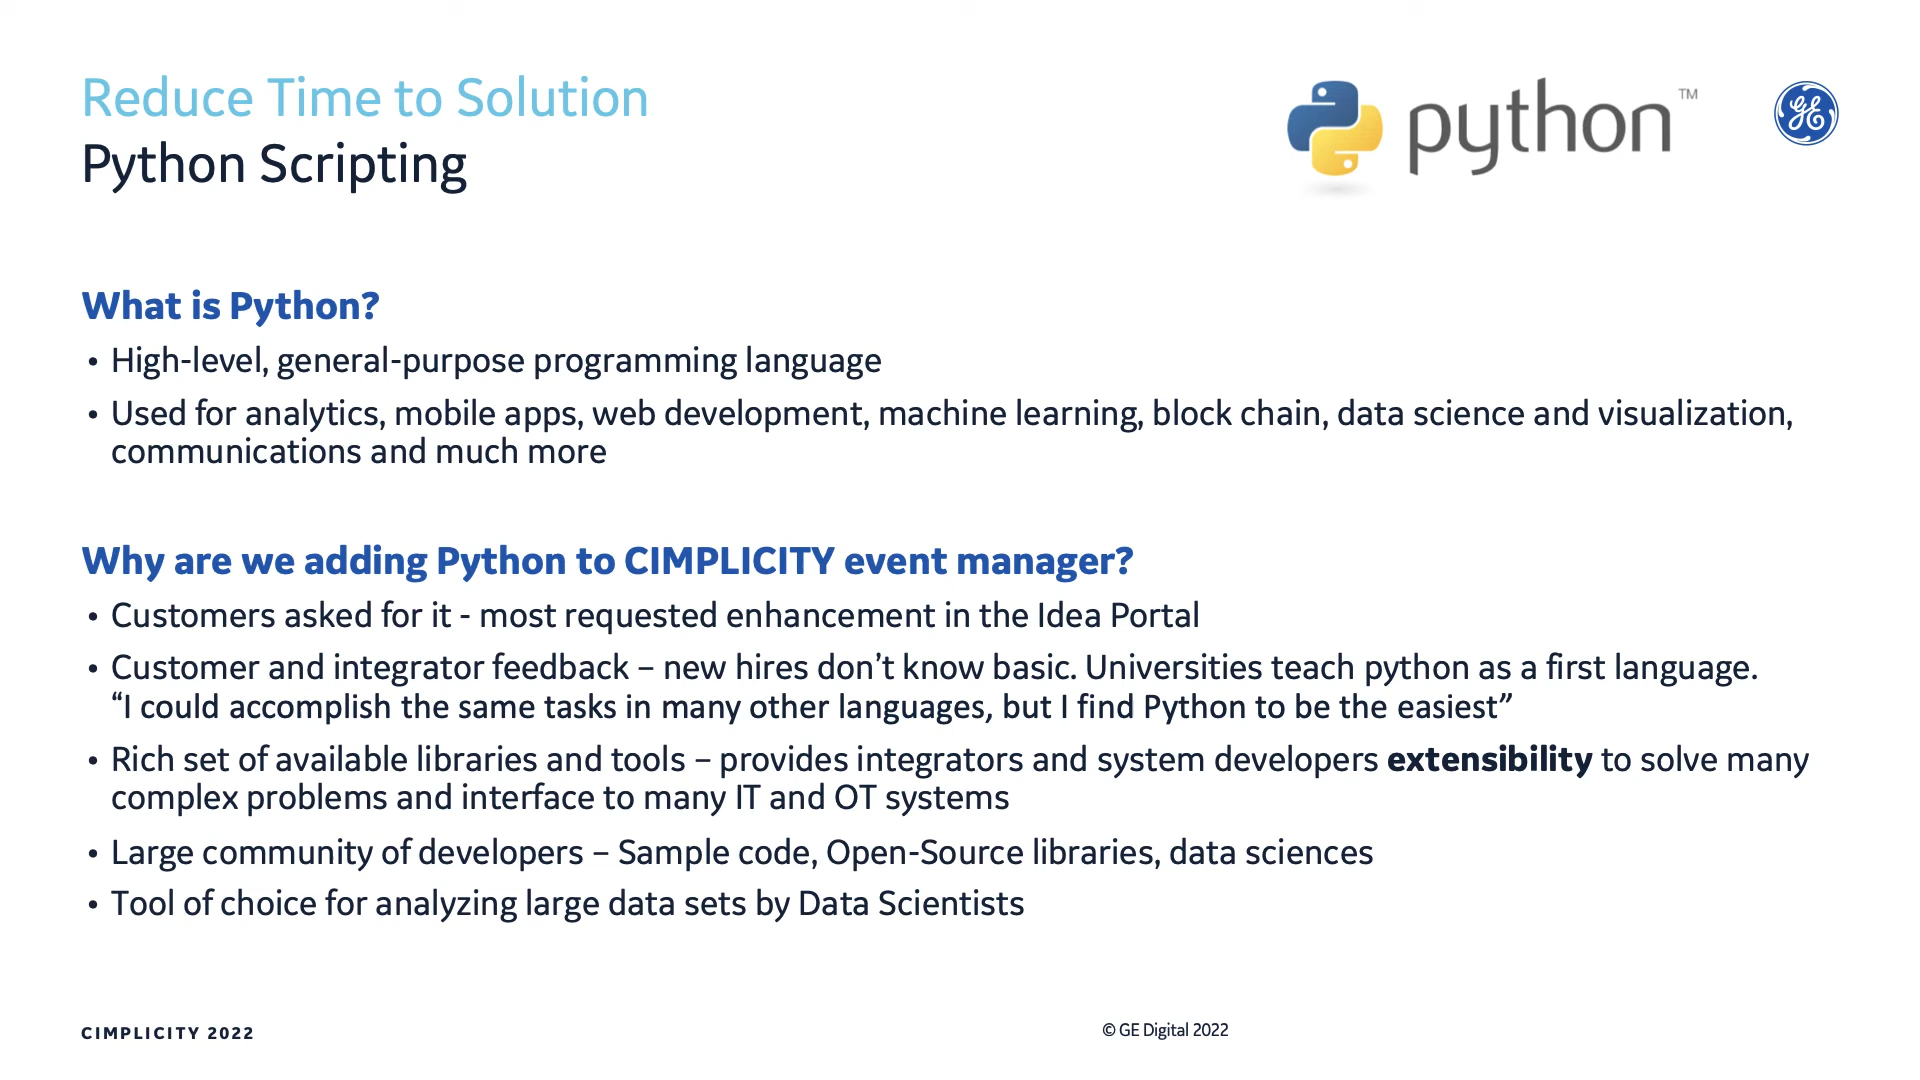 Reduce Time to Solution
Python Scripting
python™
GE
What is Python?
• High-level, general-purpose programming language
• Used for analytics, mobile apps, web development, machine learning, block chain, data science and visualization,
communications and much more
Why are we adding Python to CIMPLICITY event manager?
• Customers asked for it - most requested enhancement in the Idea Portal
• Customer and integrator feedback – new hires don’t know basic. Universities teach python as a first language.
“I could accomplish the same tasks in many other languages, but I find Python to be the easiest”
• Rich set of available libraries and tools – provides integrators and system developers extensibility to solve many
complex problems and interface to many IT and OT systems
• Large community of developers – Sample code, Open-Source libraries, data sciences
• Tool of choice for analyzing large data sets by Data Scientists
CIMPLICITY 2022
© GE Digital 2022